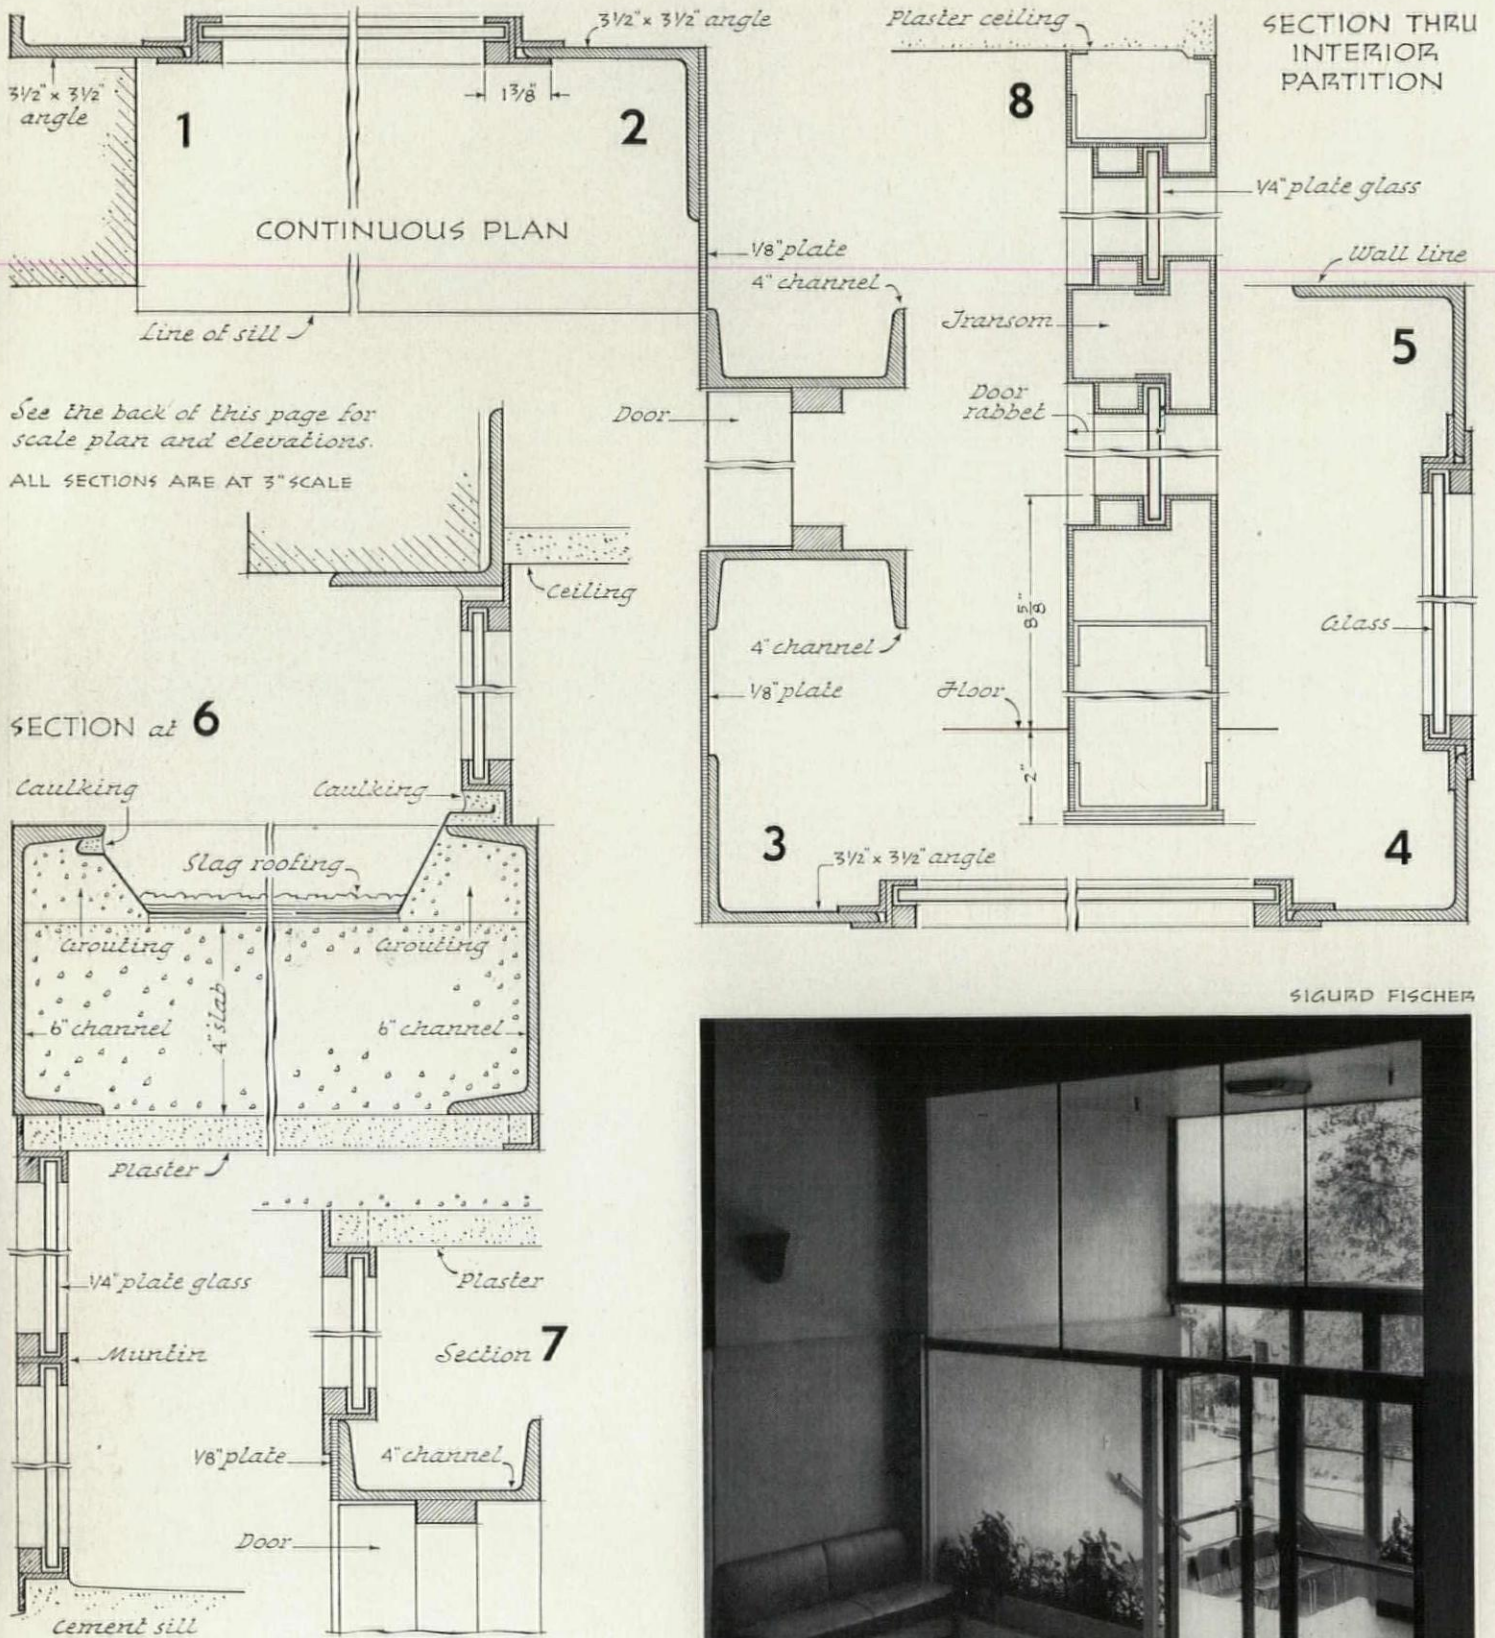 3½" x 3½" angle
Plaster ceiling
SECTION THRU
INTERIOR
PARTITION
3½" x 3½"
angle
1
1⅜"
2
8
¼" plate glass
CONTINUOUS PLAN
⅛" plate
4" channel
Wall line
Line of sill
Transom
5
See the back of this page for
scale plan and elevations.
ALL SECTIONS ARE AT 3" SCALE
Door
Door
rabbet
Ceiling
8⅝"
Glass
4" channel
⅛" plate
Floor
SECTION at 6
2"
Caulking
Caulking
3
3½" x 3½" angle
4
Slag roofing
Grouting
Grouting
6" channel
4" slab
6" channel
SIGURD FISCHER
Plaster
¼" plate glass
Plaster
Muntin
Section 7
⅛" plate
4" channel
Door
Cement sill